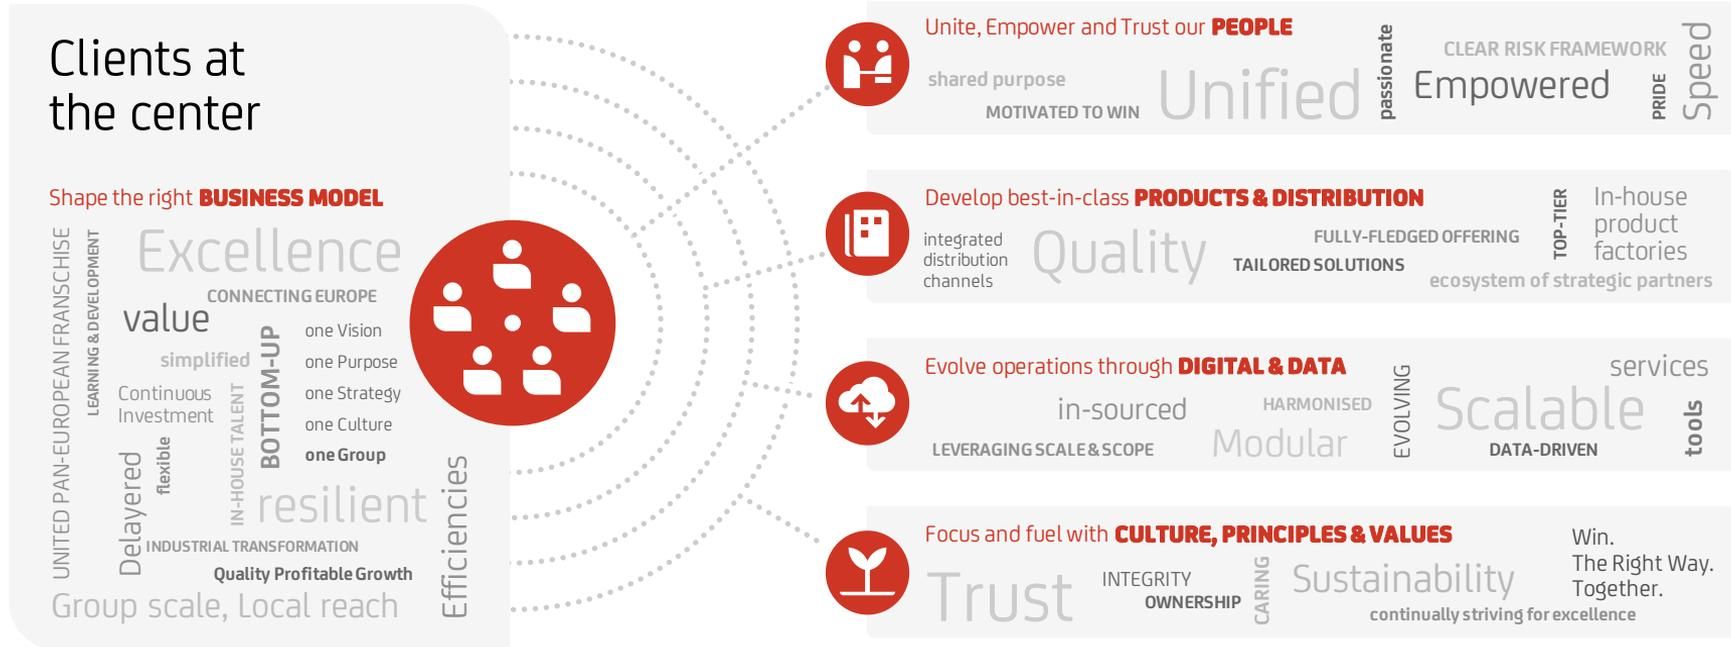 Clients at
the center
Shape the right BUSINESS MODEL
UNITED PAN-EUROPEAN FRANSCHISE
LEARNING & DEVELOPMENT
Excellence
CONNECTING EUROPE
value
simplified
Continuous
Investment
BOTTOM-UP
IN-HOUSE TALENT
one Vision
one Purpose
one Strategy
one Culture
one Group
Delayered
flexible
resilient
Efficiencies
INDUSTRIAL TRANSFORMATION
Quality Profitable Growth
Group scale, Local reach
Unite, Empower and Trust our PEOPLE
shared purpose
MOTIVATED TO WIN
Unified
passionate
CLEAR RISK FRAMEWORK
Empowered
PRIDE
Speed
Develop best-in-class PRODUCTS & DISTRIBUTION
integrated
distribution
channels
Quality
FULLY-FLEDGED OFFERING
TAILORED SOLUTIONS
TOP-TIER
In-house
product
factories
ecosystem of strategic partners
Evolve operations through DIGITAL & DATA
in-sourced
LEVERAGING SCALE & SCOPE
HARMONISED
Modular
EVOLVING
services
Scalable
DATA-DRIVEN
tools
Focus and fuel with CULTURE, PRINCIPLES & VALUES
Trust
INTEGRITY
OWNERSHIP
CARING
Sustainability
continually striving for excellence
Win.
The Right Way.
Together.